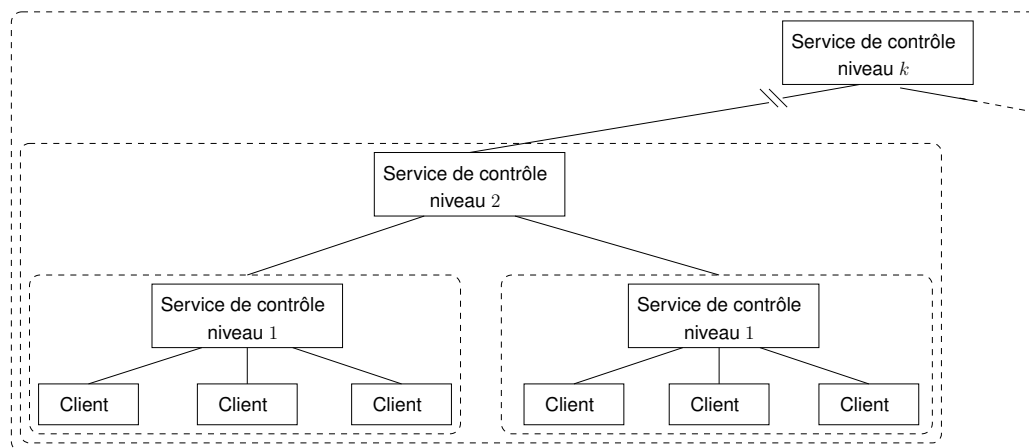 Service de contrôle
niveau k
Service de contrôle
niveau 2
Service de contrôle
niveau 1
Service de contrôle
niveau 1
Client
Client
Client
Client
Client
Client